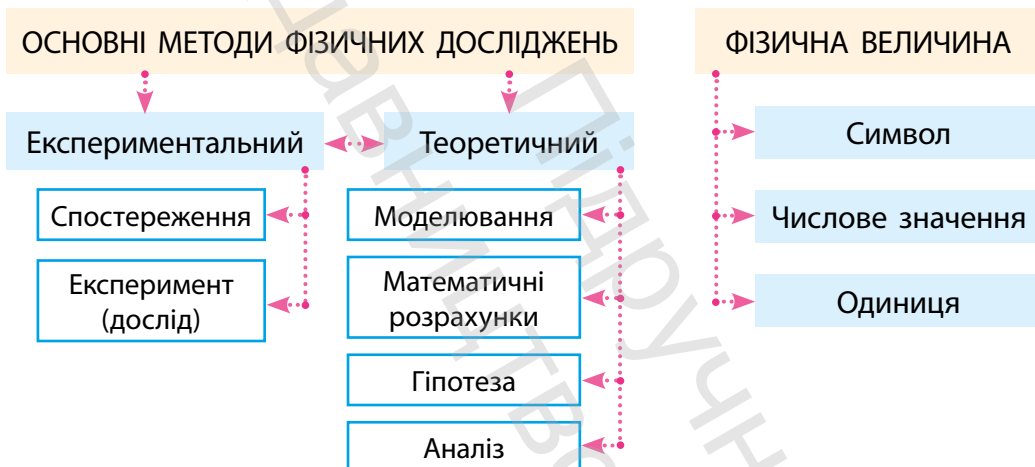 ОСНОВНІ МЕТОДИ ФІЗИЧНИХ ДОСЛІДЖЕНЬ
Експериментальний
Спостереження
Експеримент
(дослід)
Теоретичний
Моделювання
Математичні
розрахунки
Гіпотеза
Аналіз
ФІЗИЧНА ВЕЛИЧИНА
Символ
Числове значення
Одиниця